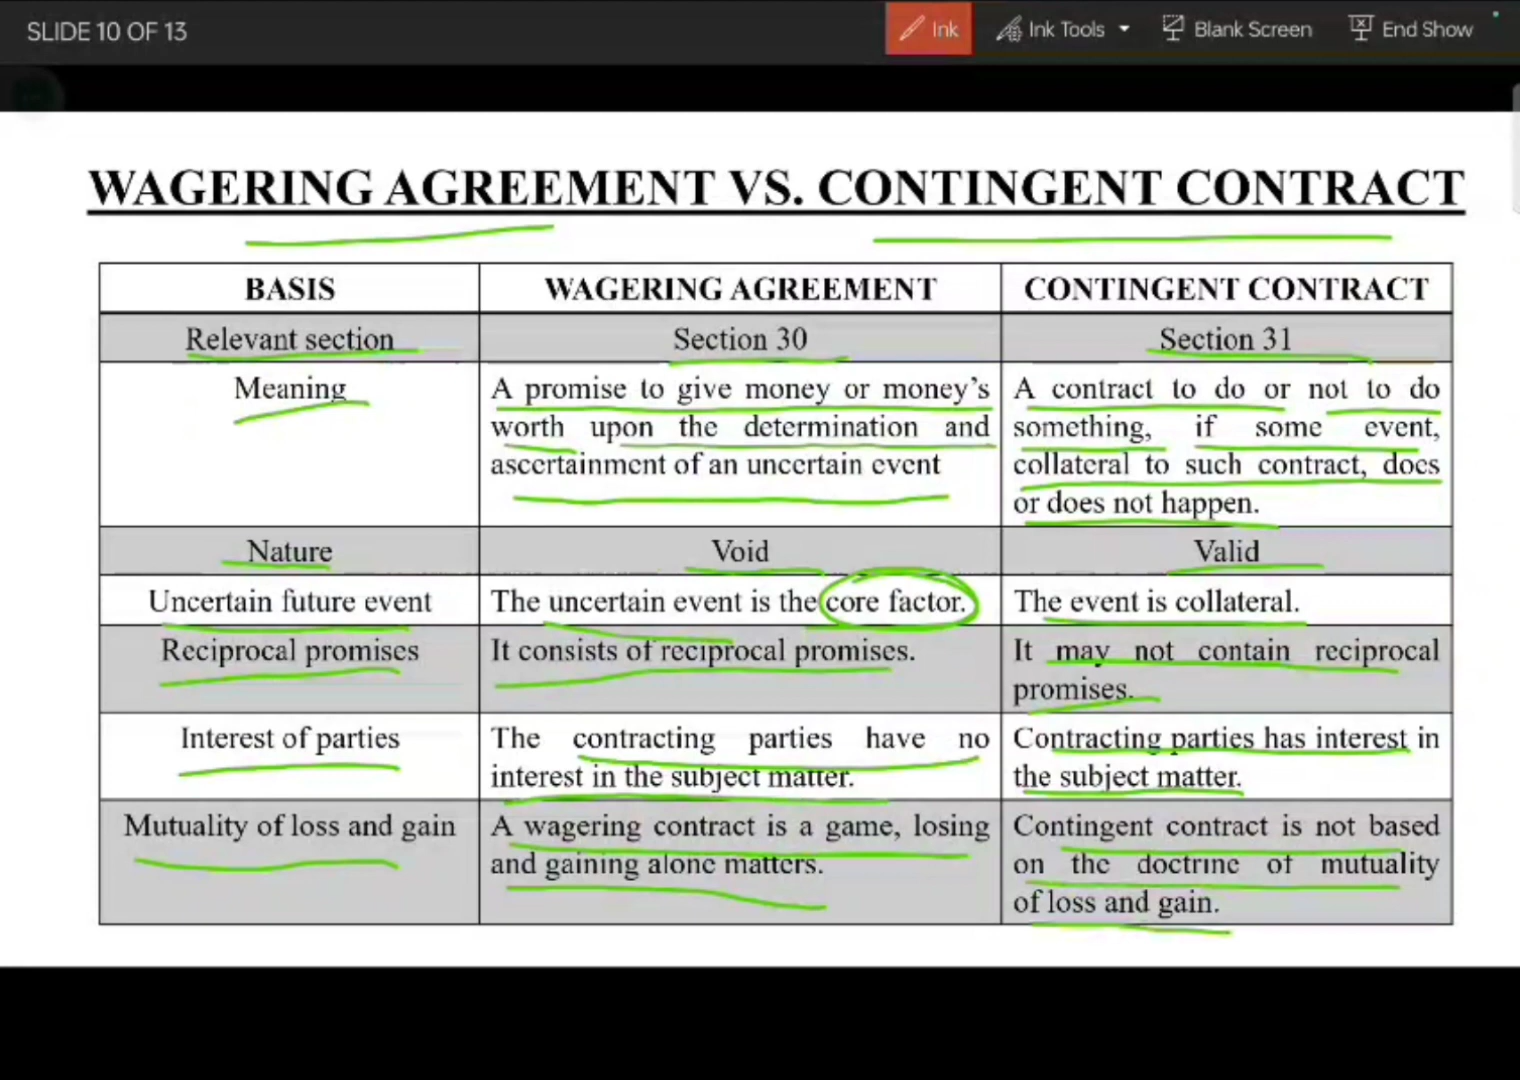 SLIDE 10 OF 13
Ink
Ink Tools
Blank Screen
End Show
WAGERING AGREEMENT VS. CONTINGENT CONTRACT
BASIS
WAGERING AGREEMENT
CONTINGENT CONTRACT
Relevant section
Section 30
Section 31
Meaning
A promise to give money or money's
worth upon the determination and
ascertainment of an uncertain event
A contract to do or not to do
something, if some event,
collateral to such contract, does
or does not happen.
Nature
Void
Valid
Uncertain future event
The uncertain event is the core factor.
The event is collateral.
Reciprocal promises
It consists of reciprocal promises.
It may not contain reciprocal
promises.
Interest of parties
The contracting parties have no
interest in the subject matter.
Contracting parties has interest in
the subject matter.
Mutuality of loss and gain
A wagering contract is a game, losing
and gaining alone matters.
Contingent contract is not based
on the doctrine of mutuality
of loss and gain.